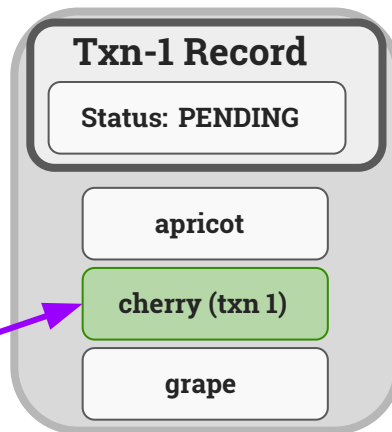 Txn-1 Record
Status: PENDING
apricot
cherry (txn 1)
grape